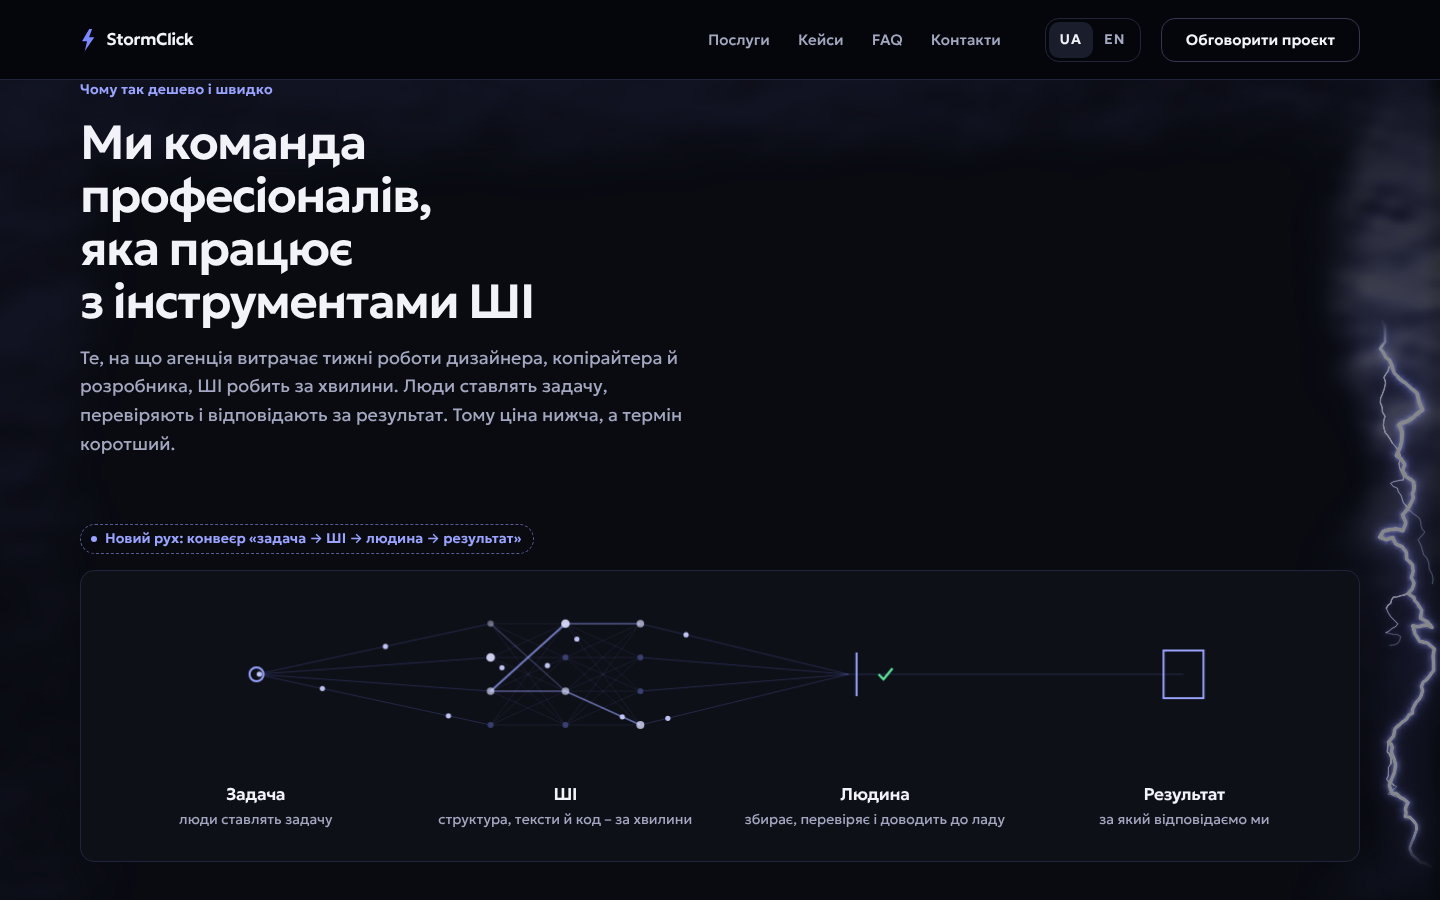 StormClick
Послуги
Кейси
FAQ
Контакти
UA
EN
Обговорити проєкт
Чому так дешево і швидко
Ми команда
професіоналів,
яка працює
з інструментами ШІ
Те, на що агенція витрачає тижні роботи дизайнера, копірайтера й
розробника, ШІ робить за хвилини. Люди ставлять задачу,
перевіряють і відповідають за результат. Тому ціна нижча, а термін
коротший.
Новий рух: конвеєр «задача → ШІ → людина → результат»
Задача
люди ставлять задачу
ШІ
структура, тексти й код – за хвилини
Людина
збирає, перевіряє і доводить до ладу
Результат
за який відповідаємо ми